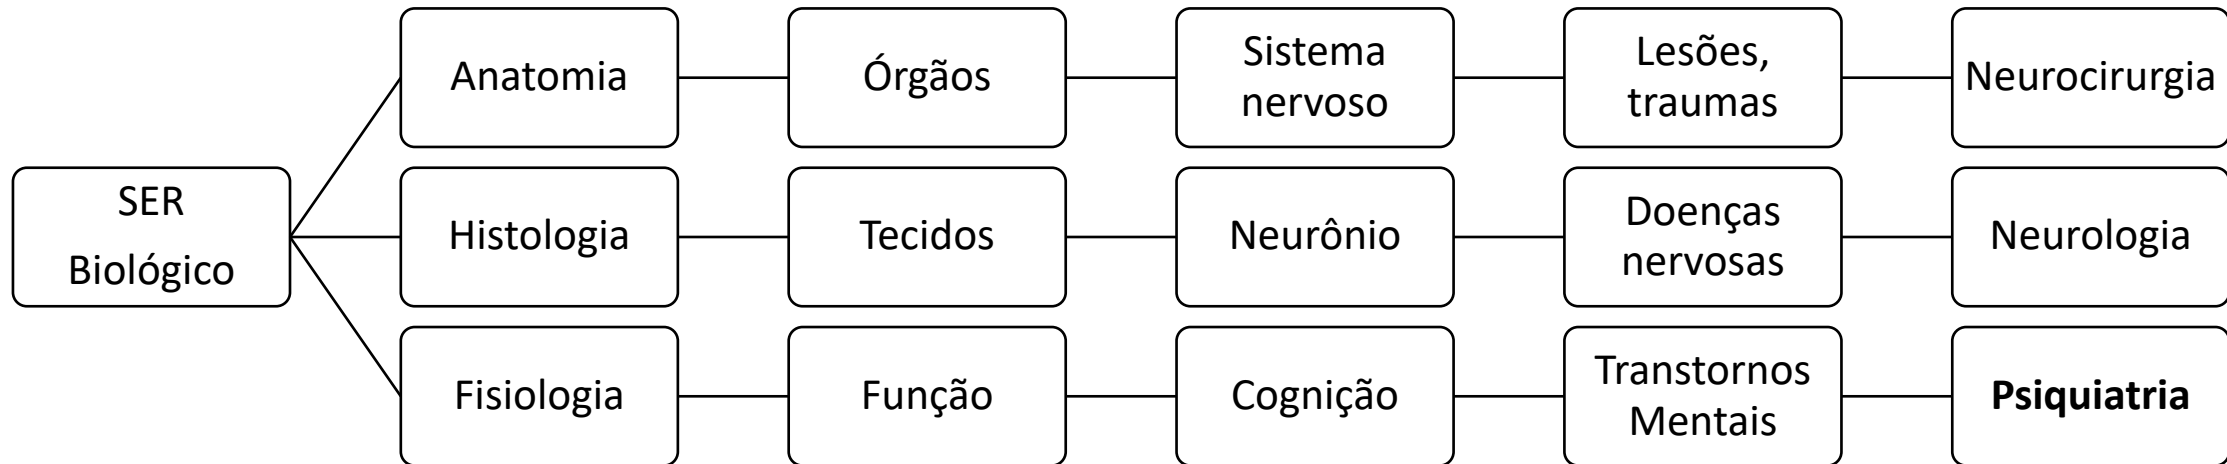 SER
Biológico
Anatomia
Órgãos
Sistema
nervoso
Lesões,
traumas
Neurocirurgia
Histologia
Tecidos
Neurônio
Doenças
nervosas
Neurologia
Fisiologia
Função
Cognição
Transtornos
Mentais
Psiquiatria